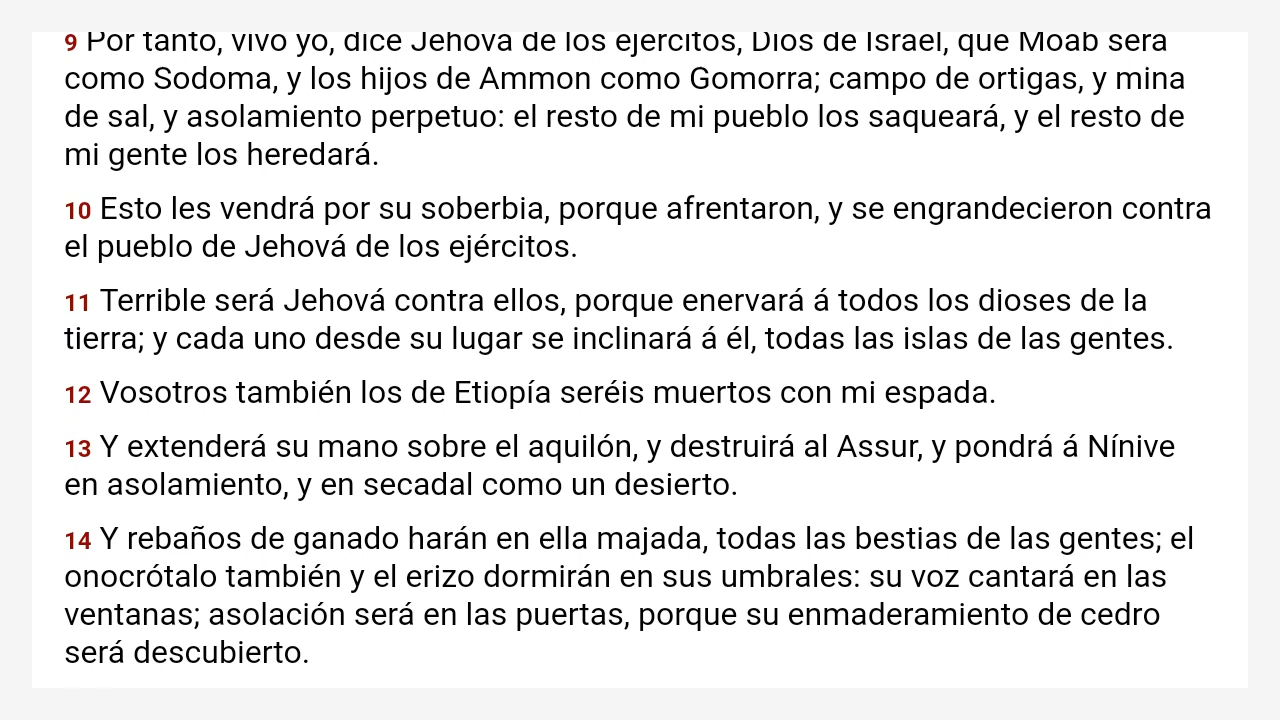 9 Por tanto, vivo yo, dice Jehová de los ejércitos, Dios de Israel, que Moab será
como Sodoma, y los hijos de Ammon como Gomorra; campo de ortigas, y mina
de sal, y asolamiento perpetuo: el resto de mi pueblo los saqueará, y el resto de
mi gente los heredará.
10 Esto les vendrá por su soberbia, porque afrentaron, y se engrandecieron contra
el pueblo de Jehová de los ejércitos.
11 Terrible será Jehová contra ellos, porque enervará á todos los dioses de la
tierra; y cada uno desde su lugar se inclinará á él, todas las islas de las gentes.
12 Vosotros también los de Etiopía seréis muertos con mi espada.
13 Y extenderá su mano sobre el aquilón, y destruirá al Assur, y pondrá á Nínive
en asolamiento, y en secadal como un desierto.
14 Y rebaños de ganado harán en ella majada, todas las bestias de las gentes; el
onocrótalo también y el erizo dormirán en sus umbrales: su voz cantará en las
ventanas; asolación será en las puertas, porque su enmaderamiento de cedro
será descubierto.